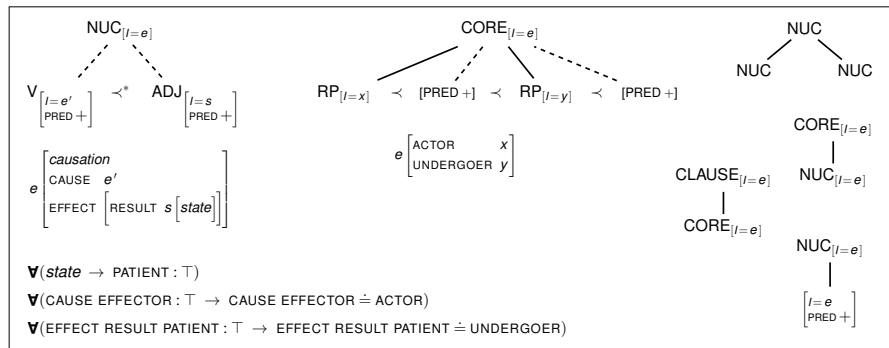 NUC[I=e]
V[I=e′ PRED +] ≺* ADJ[I=s PRED +]
e [causation
CAUSE e′
EFFECT [RESULT s [state]]]
CORE[I=e]
RP[I=x] ≺ [PRED +] ≺ RP[I=y] ≺ [PRED +]
e [ACTOR x
UNDERGOER y]
NUC
NUC NUC
CORE[I=e]
NUC[I=e]
CLAUSE[I=e]
CORE[I=e]
NUC[I=e]
[I=e
PRED +]
∀(state → PATIENT : ⊤)
∀(CAUSE EFFECTOR : ⊤ → CAUSE EFFECTOR ≐ ACTOR)
∀(EFFECT RESULT PATIENT : ⊤ → EFFECT RESULT PATIENT ≐ UNDERGOER)